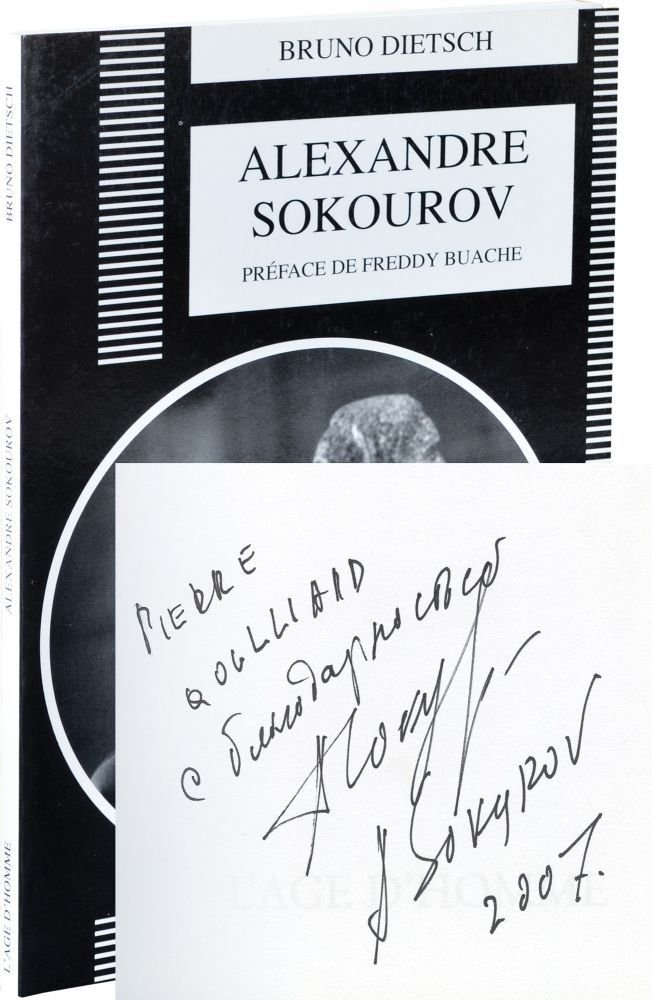 BRUNO DIETSCH
ALEXANDRE
SOKOUROV
PRÉFACE DE FREDDY BUACHE
BRUNO DIETSCH
ALEXANDRE SOKOUROV
L'AGE D'HOMME
PIERRE
с благодарностью
A SOKUROV
2007.
L'AGE D'HOMME